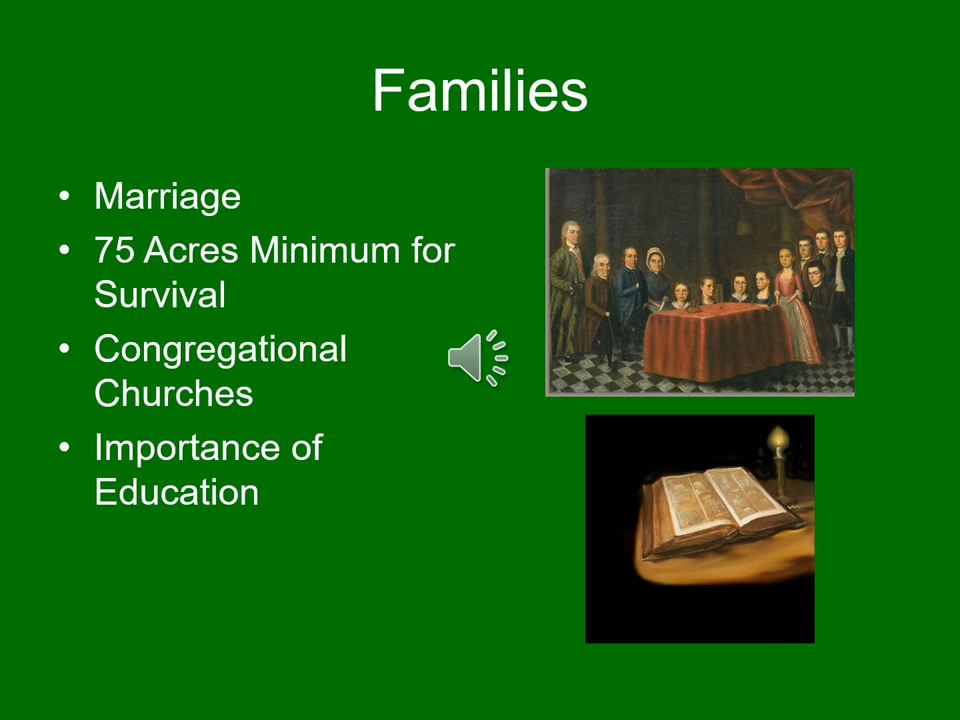 Families
• Marriage
• 75 Acres Minimum for
Survival
• Congregational
Churches
• Importance of
Education